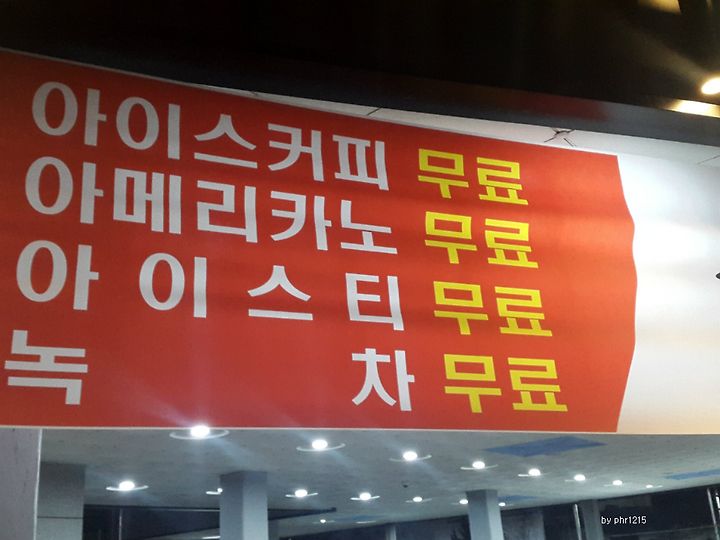 아이스커피 무료
아메리카노 무료
아이스티 무료
녹차 무료
by phr1215